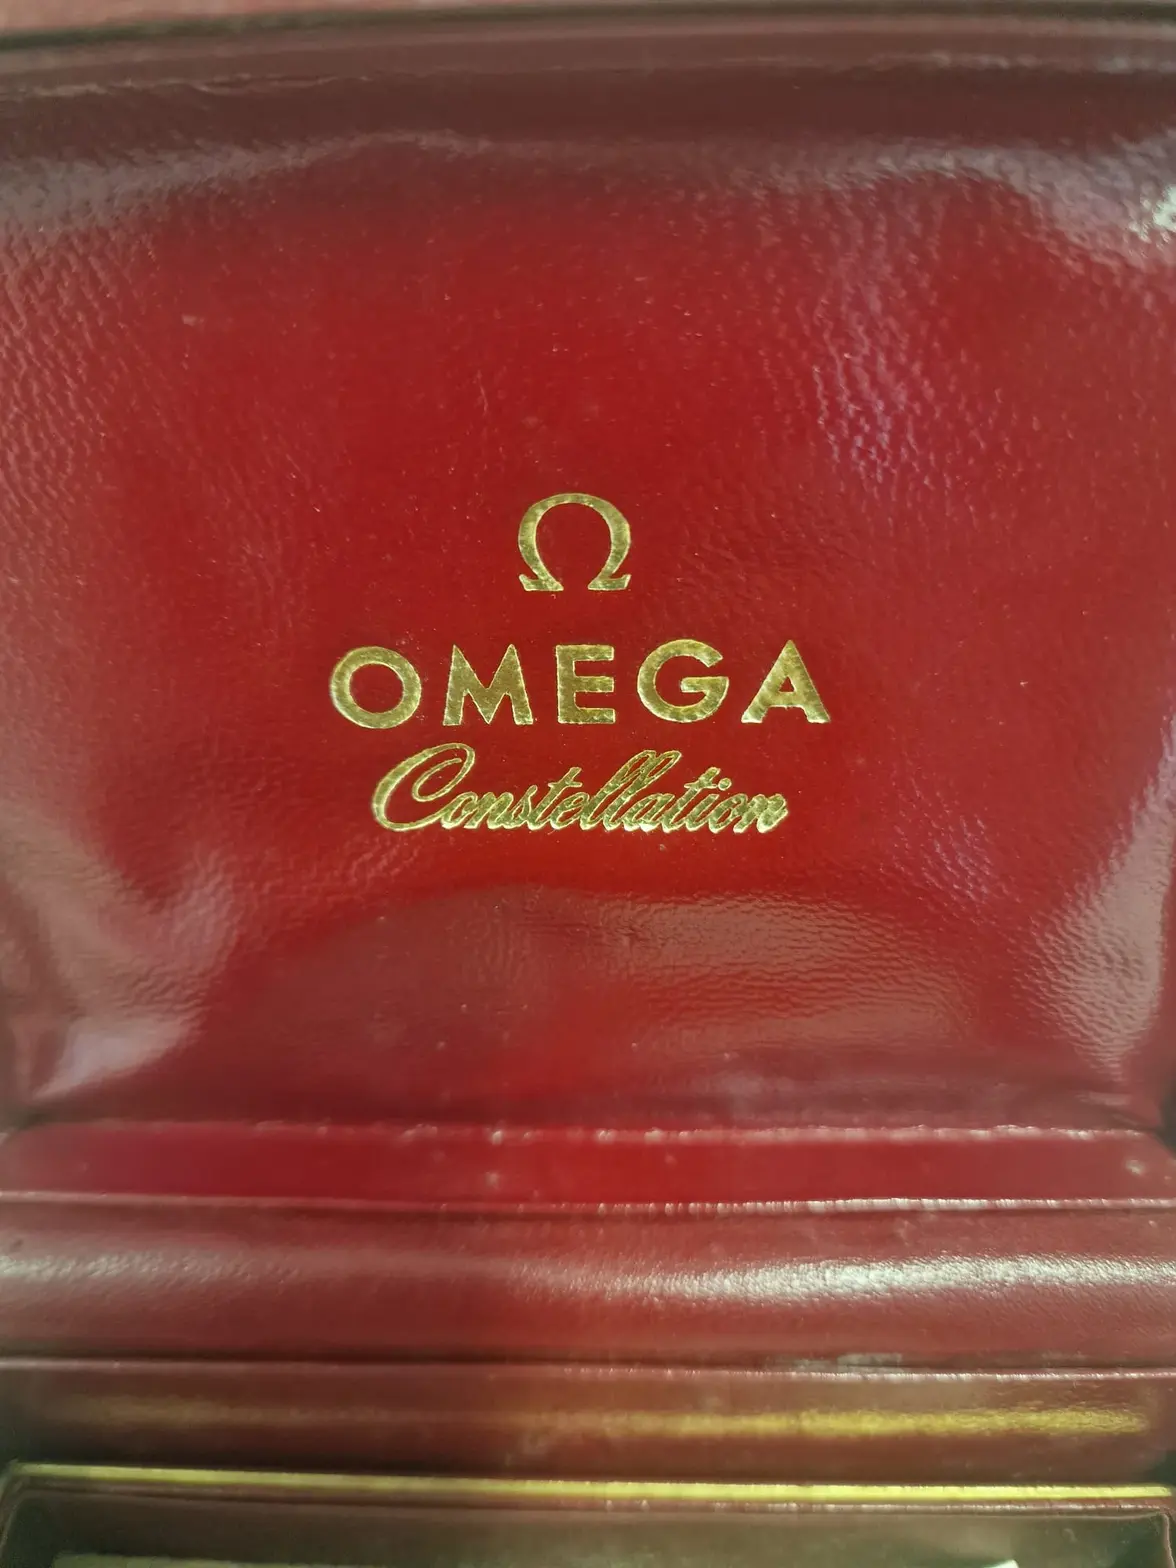 Ω
OMEGA
Constellation